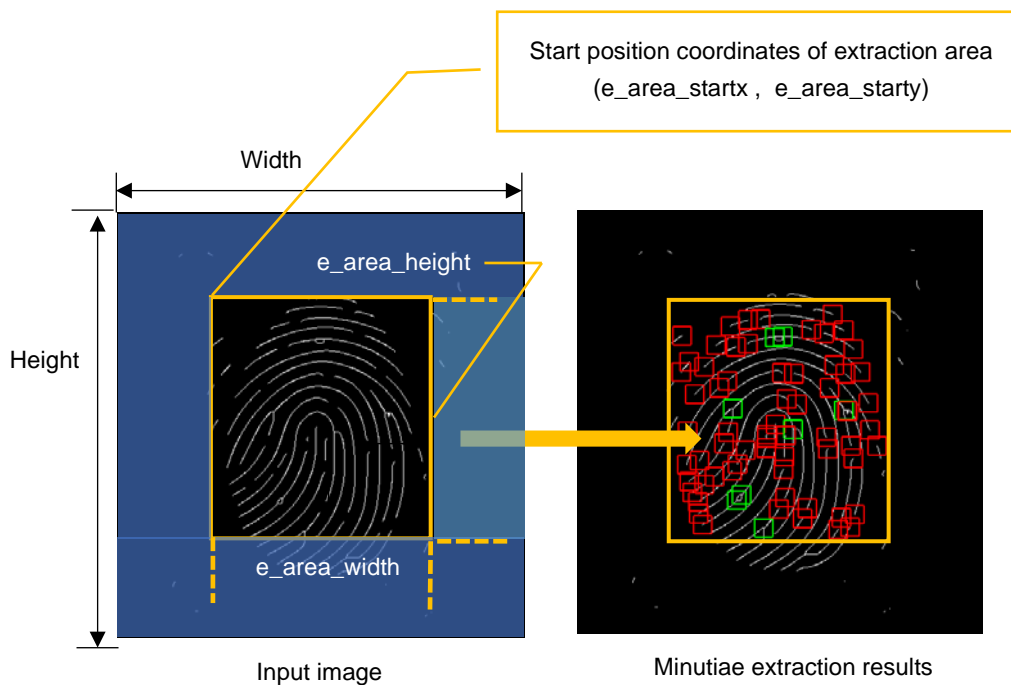 Start position coordinates of extraction area
(e_area_startx , e_area_starty)
Width
e_area_height
Height
e_area_width
Input image
Minutiae extraction results